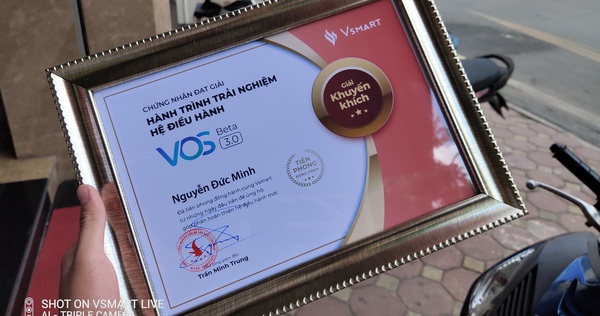 VSMART
CHỨNG NHẬN ĐẠT GIẢI
HÀNH TRÌNH TRẢI NGHIỆM
HỆ ĐIỀU HÀNH
VOS Beta
3.0
GIẢI
Khuyến
khích
TIÊN
PHONG
Nguyễn Đức Minh
Đã tiên phong đồng hành cùng Vsmart
từ những ngày đầu tiên để ủng hộ,
góp phần hoàn thiện hệ điều hành mới.
Trần Minh Trung
SHOT ON VSMART LIVE
AI - TRIPLE CAMERA